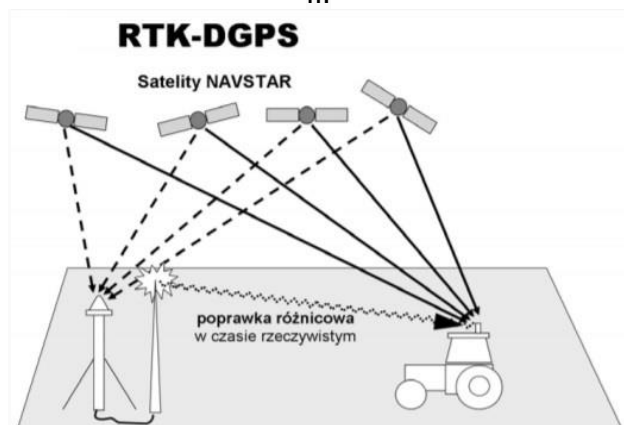 RTK-DGPS
Satelity NAVSTAR
poprawka różnicowa
w czasie rzeczywistym